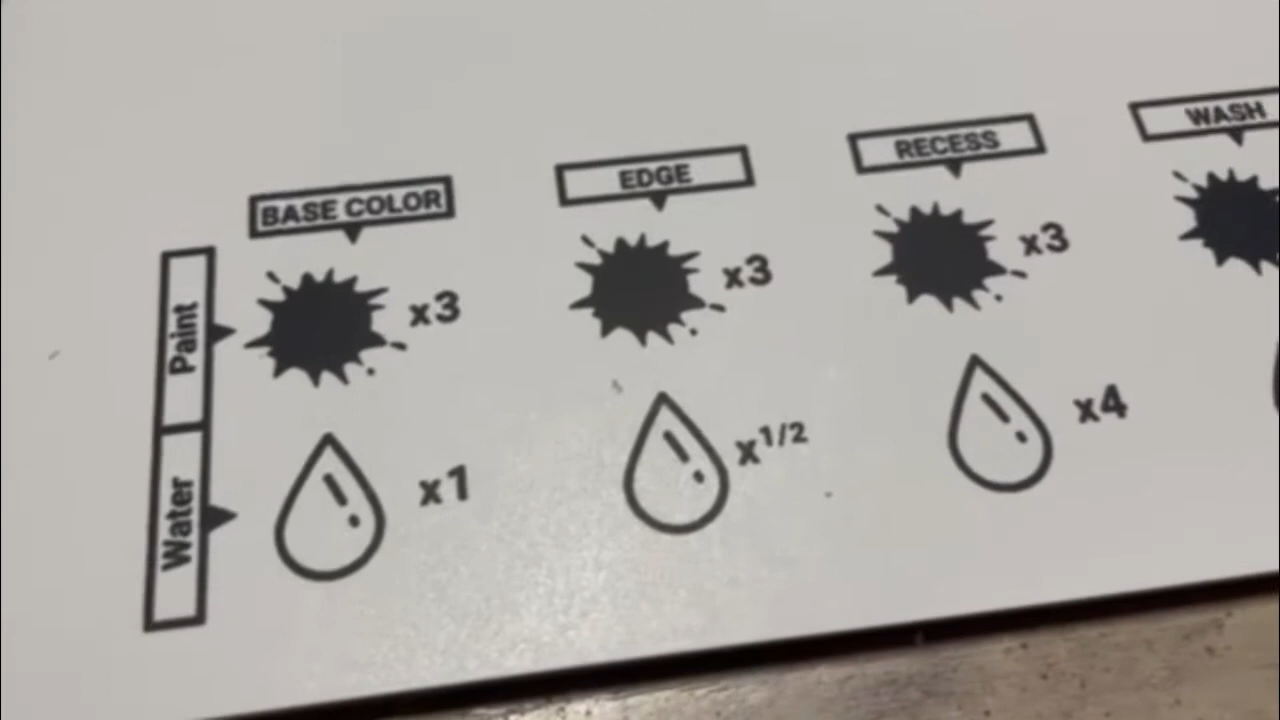 BASE COLOR EDGE RECESS WASH
Paint x3 x3 x3
Water x1 x1/2 x4